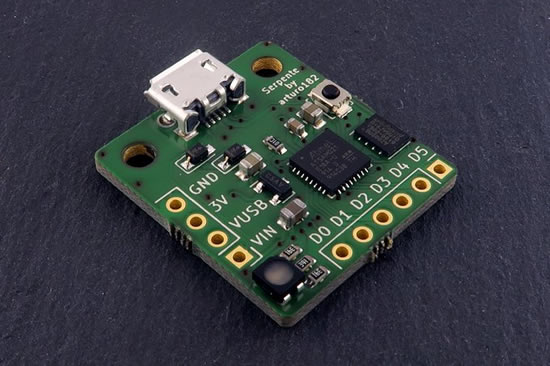 Serpente
by
arturo182
GND
3V
VUSB
VIN
D0 D1 D2 D3 D4 D5